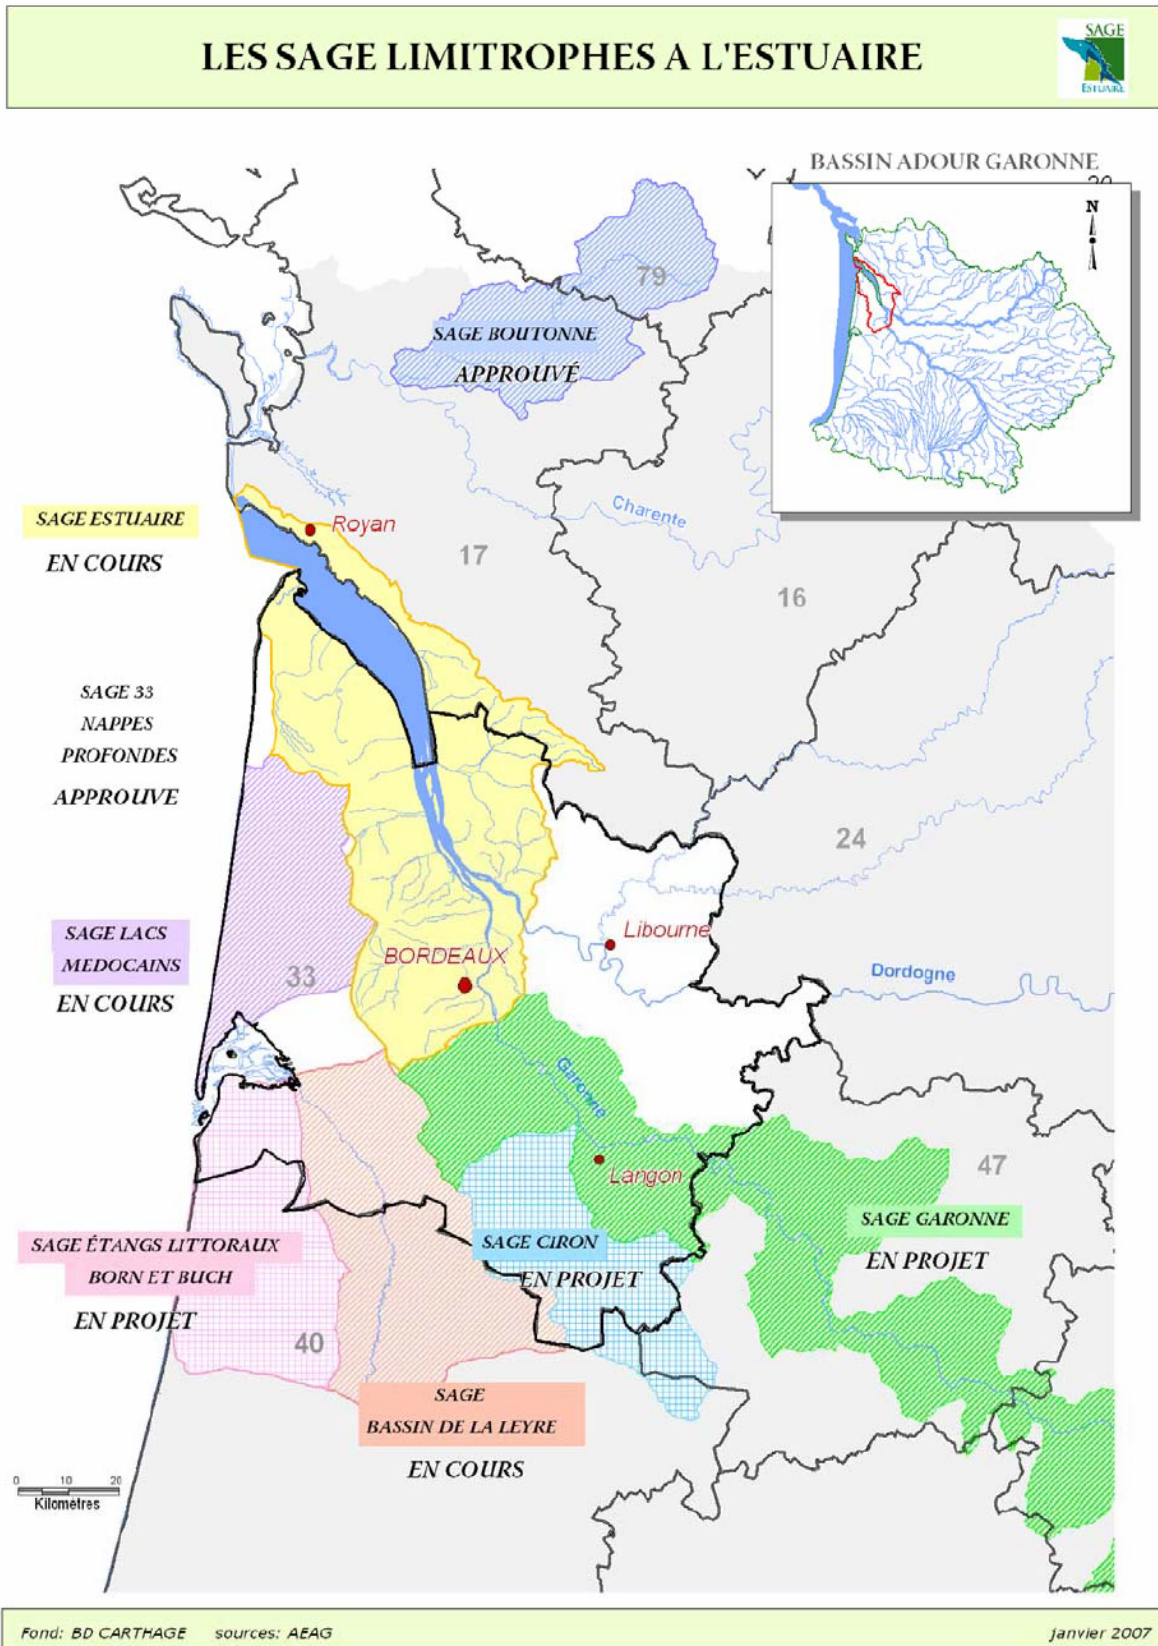 LES SAGE LIMITROPHES A L'ESTUAIRE
SAGE
ESTUAIRE
BASSIN ADOUR GARONNE
N
79
SAGE BOUTONNE
APPROUVÉ
SAGE ESTUAIRE
EN COURS
Royan
Charente
17
16
SAGE 33
NAPPES
PROFONDES
APPROUVE
24
SAGE LACS
MEDOCAINS
EN COURS
33
BORDEAUX
Libourne
Dordogne
Garonne
Langon
47
SAGE GARONNE
EN PROJET
SAGE CIRON
EN PROJET
SAGE ÉTANGS LITTORAUX
BORN ET BUCH
EN PROJET
40
SAGE
BASSIN DE LA LEYRE
EN COURS
0 10 20
Kilometres
Fond: BD CARTHAGE sources: AEAG
janvier 2007